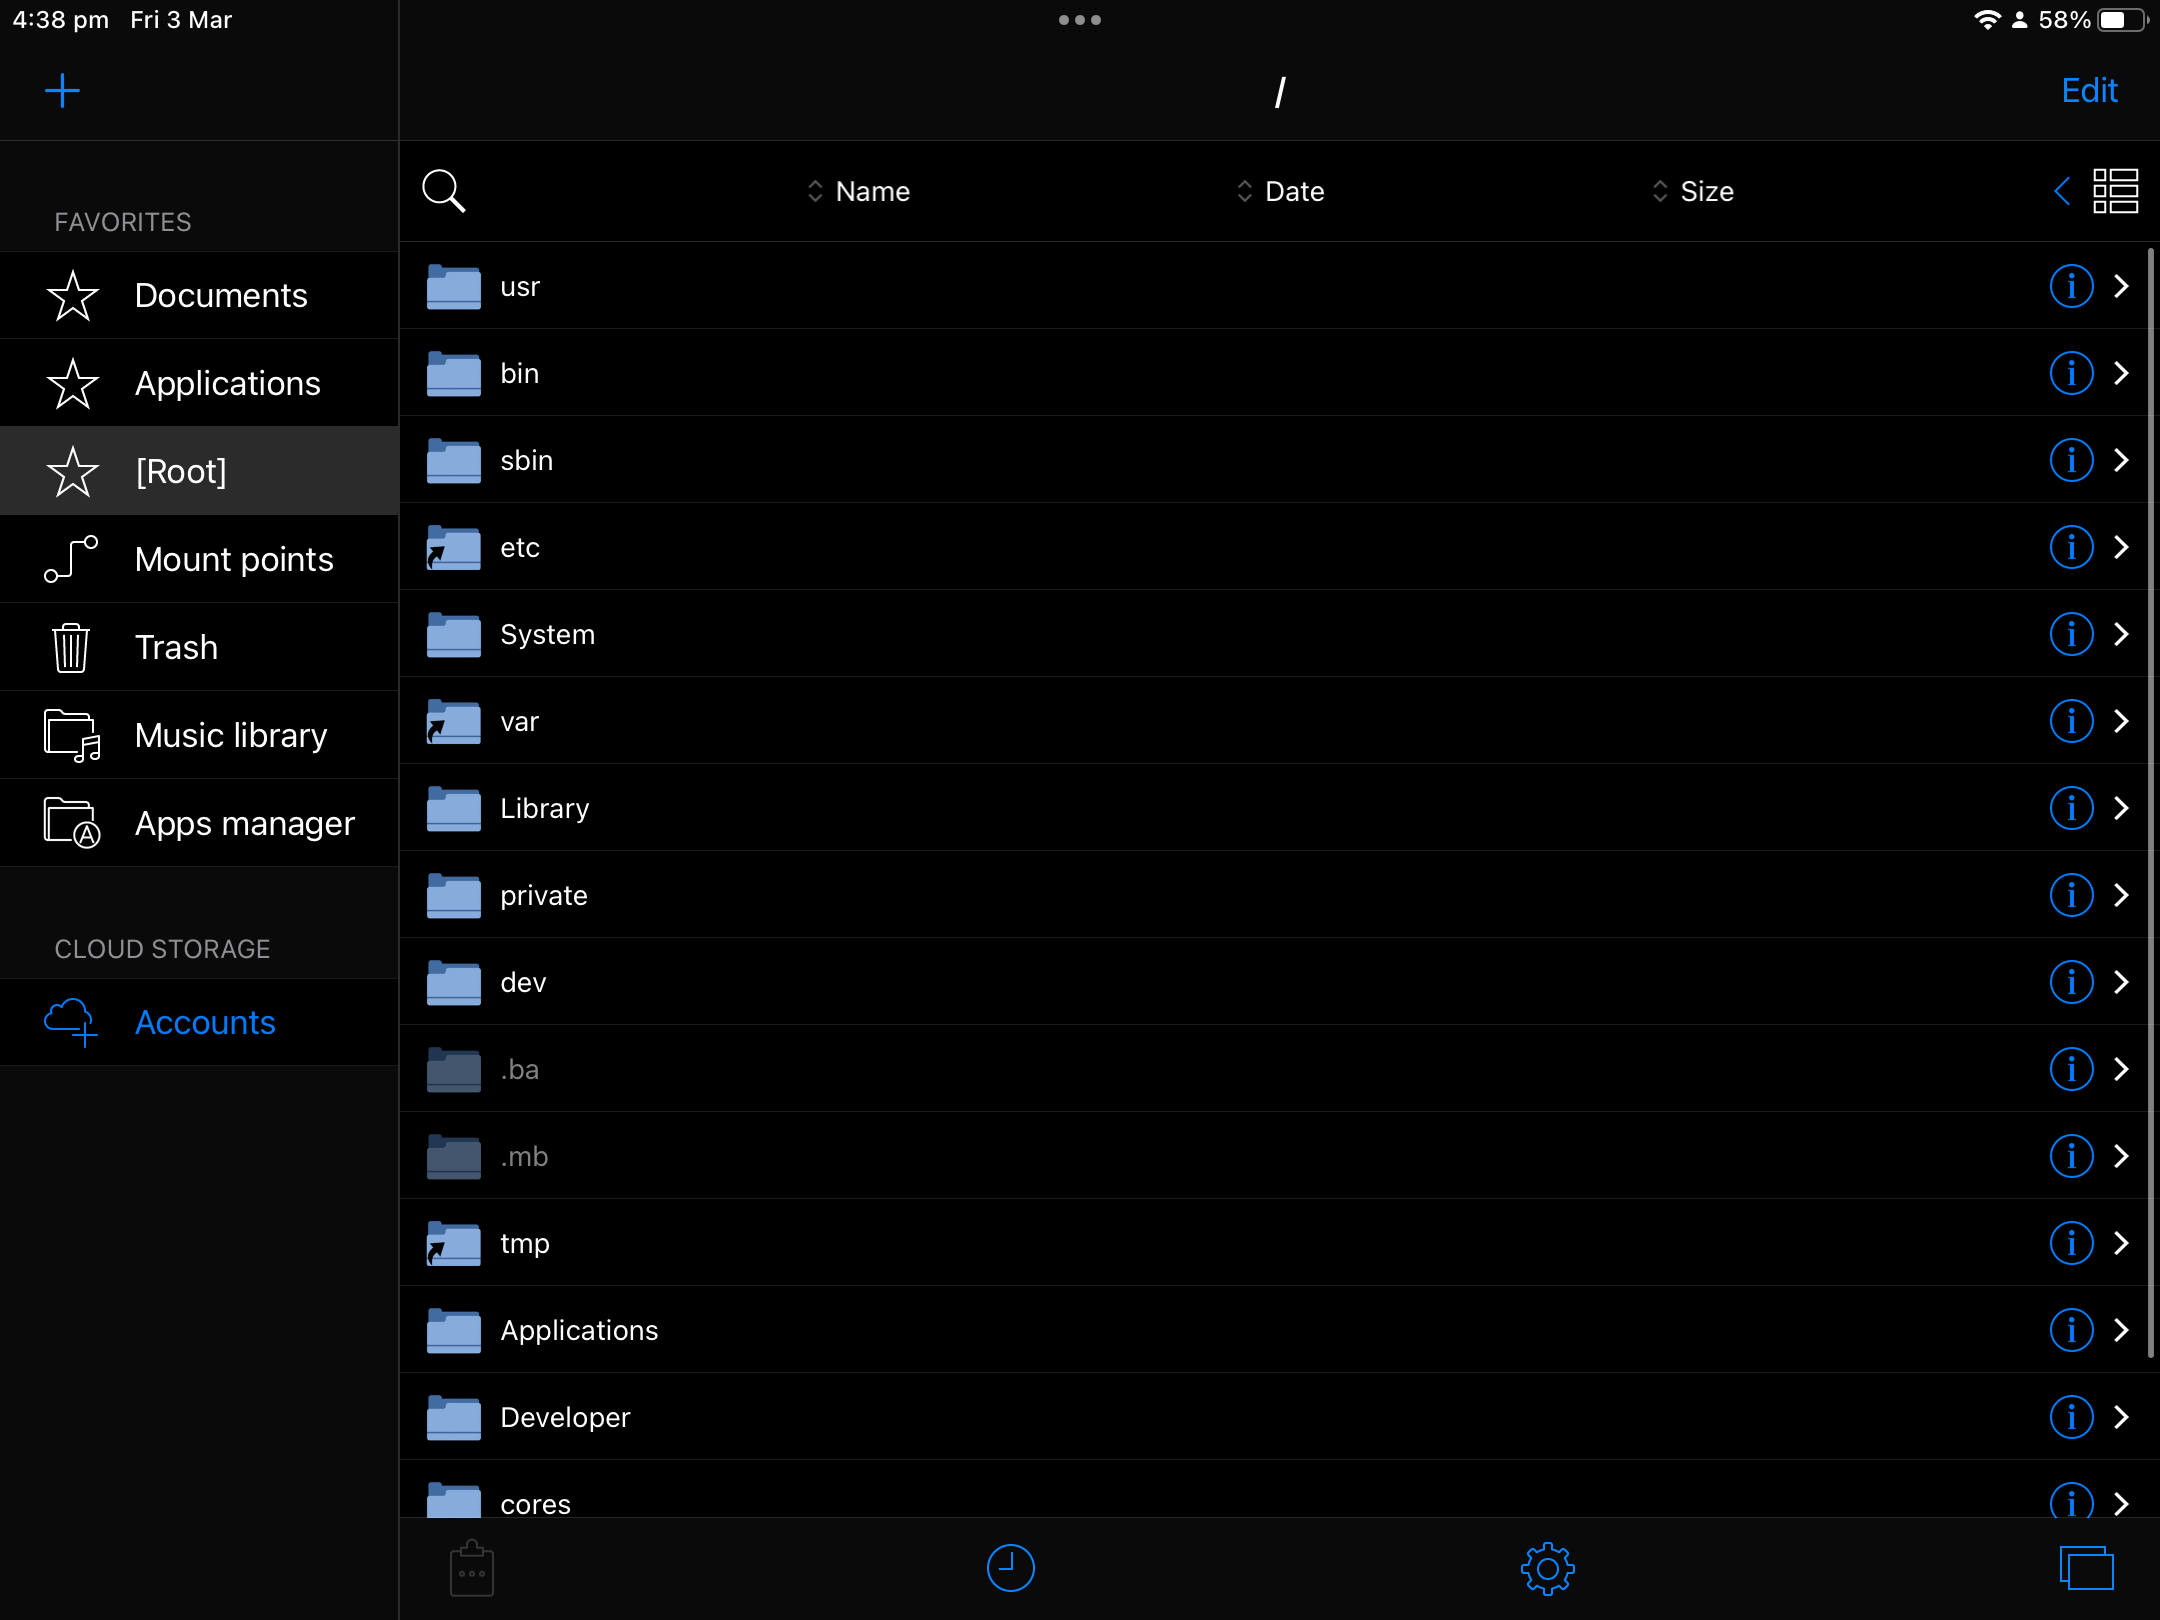 4:38 pm Fri 3 Mar
58%
/
Edit
Name Date Size
FAVORITES
Documents
Applications
[Root]
Mount points
Trash
Music library
Apps manager
CLOUD STORAGE
Accounts
usr
bin
sbin
etc
System
var
Library
private
dev
.ba
.mb
tmp
Applications
Developer
cores